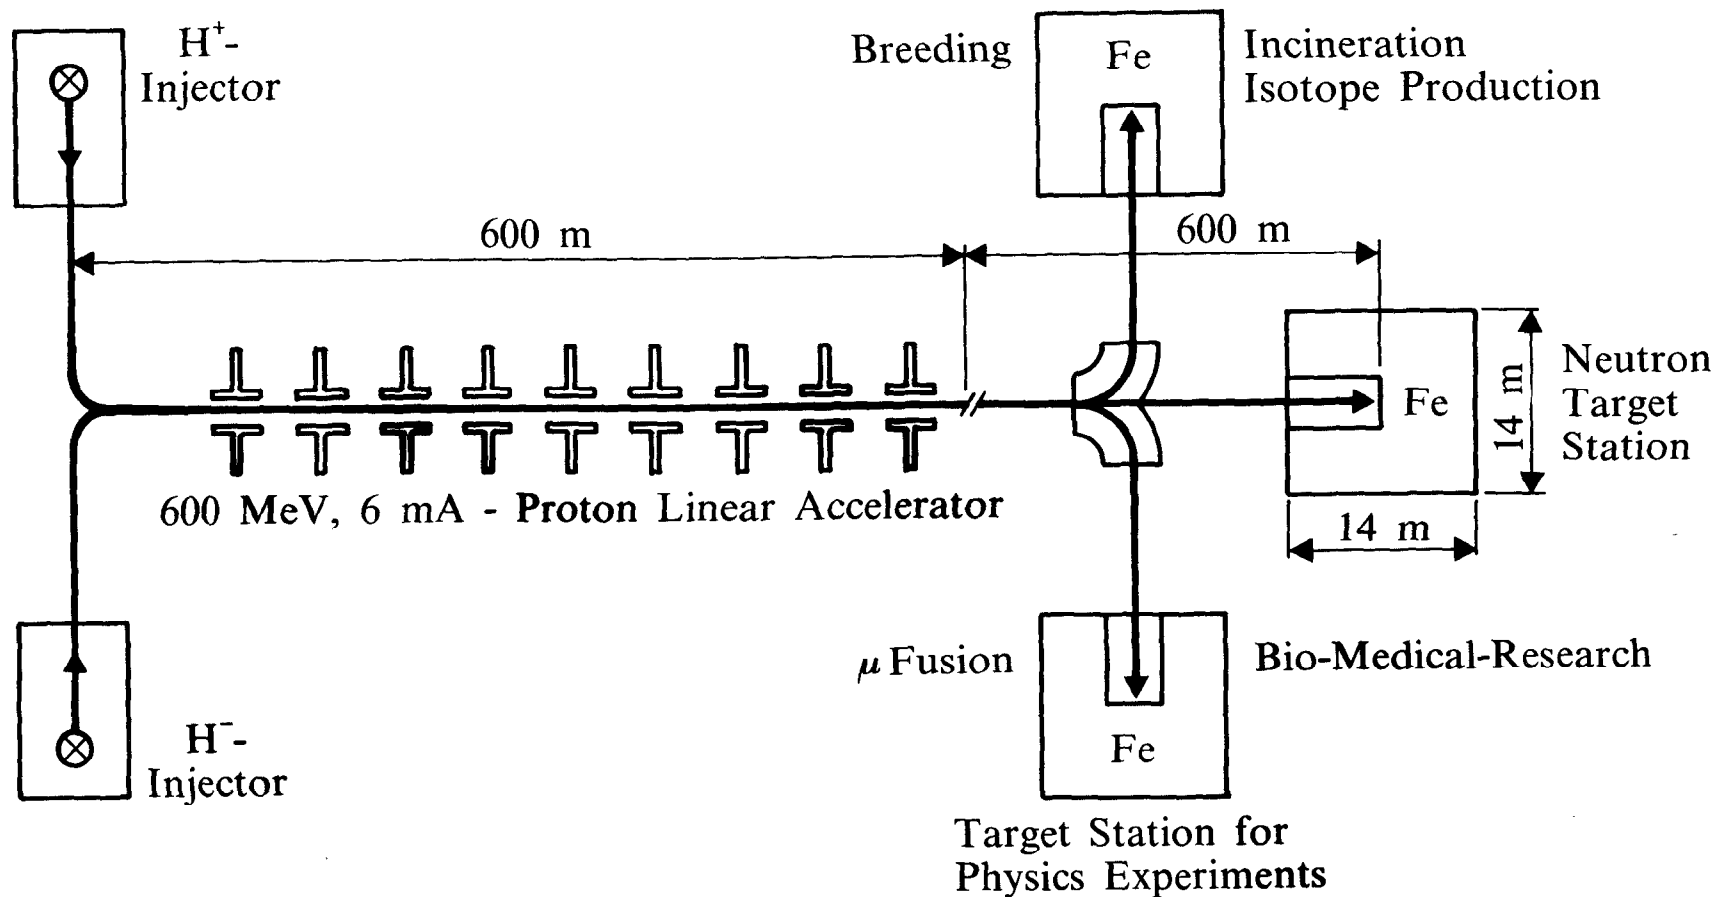 H⁺-
Injector
Breeding
Fe
Incineration
Isotope Production
600 m
600 m
Neutron
Target
Station
Fe
14 m
14 m
600 MeV, 6 mA - Proton Linear Accelerator
H⁻-
Injector
μ Fusion
Bio-Medical-Research
Fe
Target Station for
Physics Experiments